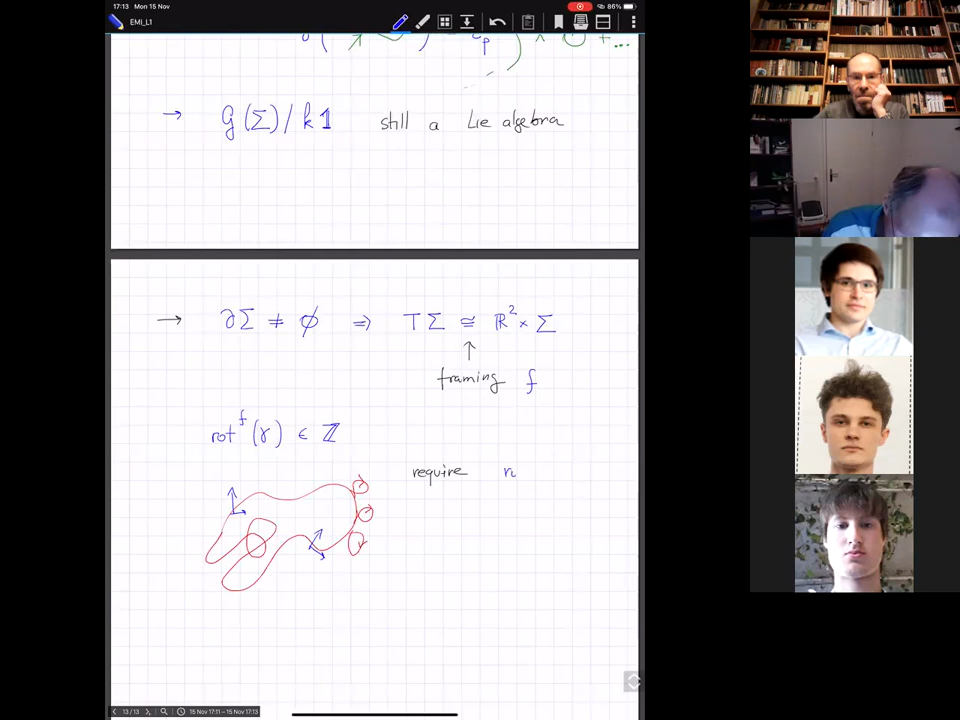 17:13 Mon 15 Nov
86%
EMI_L1
→ G(Σ)/k1 still a Lie algebra
→ ∂Σ ≠ ∅ ⇒ TΣ ≅ ℝ² × Σ
↑
framing f
rot^f(γ) ∈ ℤ
require
13/13
15 Nov 17:11 – 15 Nov 17:13